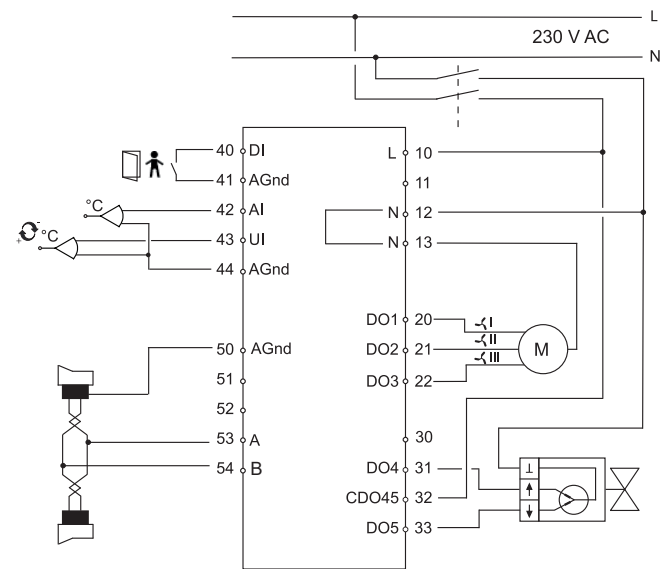 L
230 V AC
N
40 DI
41 AGnd
42 AI
43 UI
44 AGnd
50 AGnd
51
52
53 A
54 B
°C
°C
+
-
L 10
11
N 12
N 13
DO1 20
DO2 21
DO3 22
30
DO4 31
CDO45 32
DO5 33
I
II
III
M